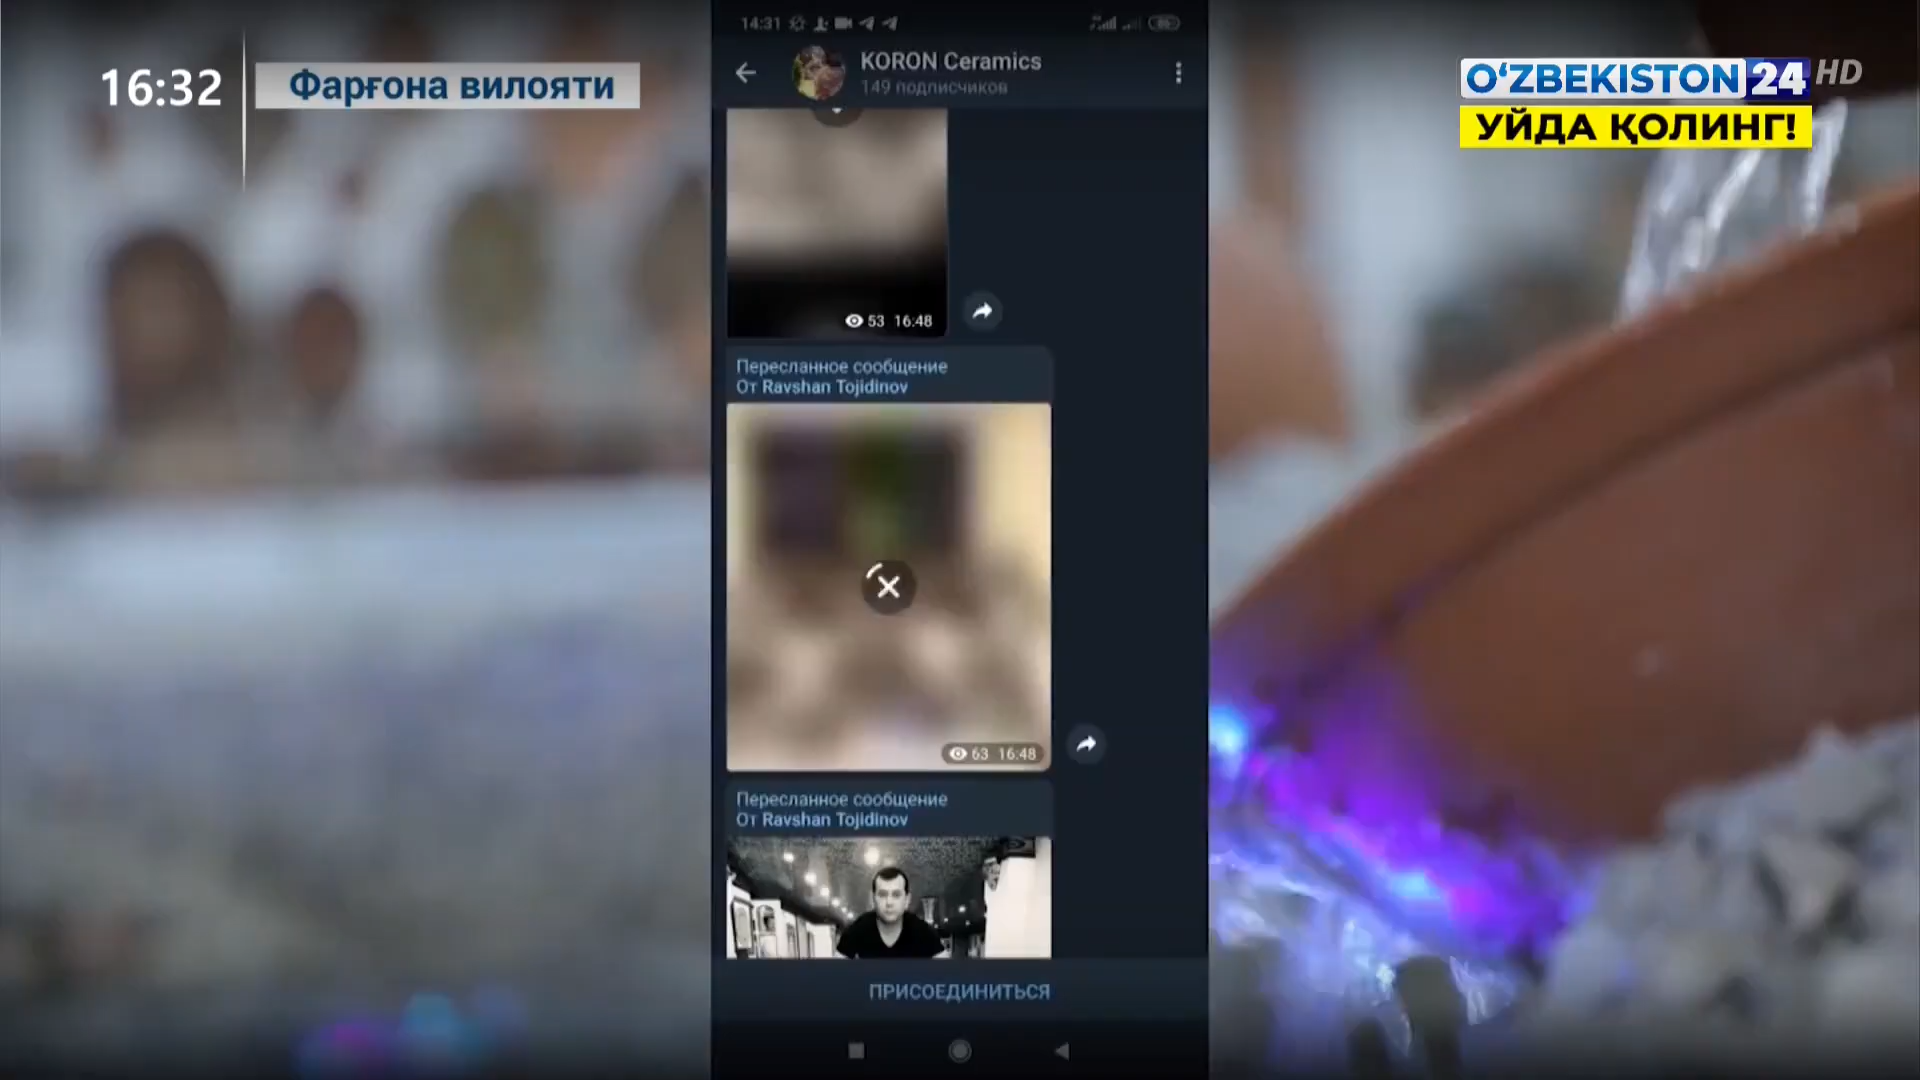 16:32
Фарғона вилояти
O‘ZBEKISTON 24 HD
УЙДА ҚОЛИНГ!
14:31
KORON Ceramics
149 подписчиков
53 16:48
Пересланное сообщение
От Ravshan Tojidinov
63 16:48
Пересланное сообщение
От Ravshan Tojidinov
ПРИСОЕДИНИТЬСЯ